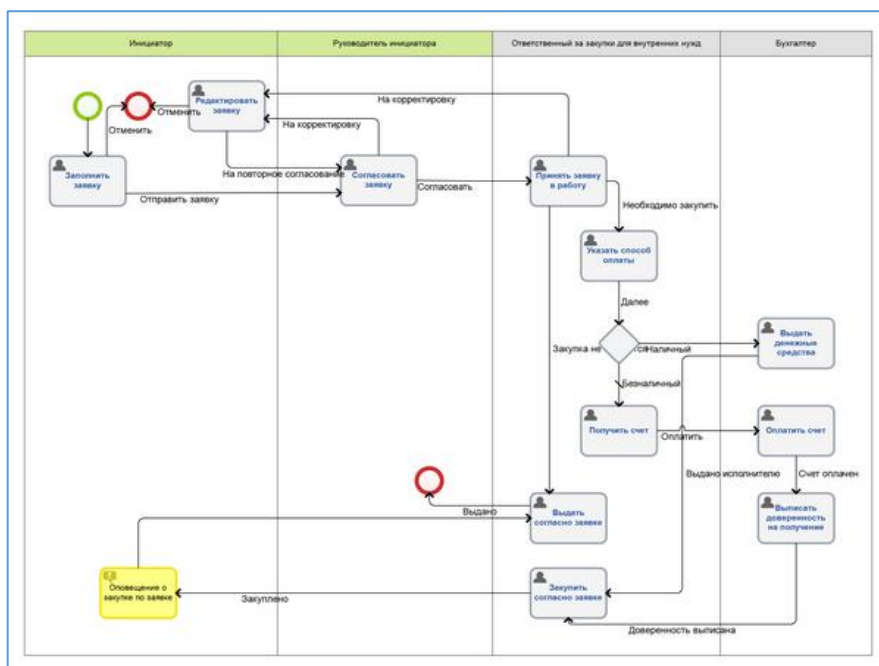 Инициатор
Руководитель инициатора
Ответственный за закупки для внутренних нужд
Бухгалтер
Редактировать
заявку
На корректировку
Отменить
Отменить
На корректировку
Заполнить
заявку
На повторное согласование
Согласовать
заявку
Согласовать
Принять заявку
в работу
Отправить заявку
Необходимо закупить
Указать способ
оплаты
Далее
Выдать
денежные
средства
Закупка не
Наличный
Безналичный
Получить счет
Оплатить
Оплатить счет
Выдано исполнителю
Счет оплачен
Выдать
согласно заявке
Выдано
Выписать
доверенность
на получение
Оповещение о
закупке по заявке
Закуплено
Закупить
согласно заявке
Доверенность выписана